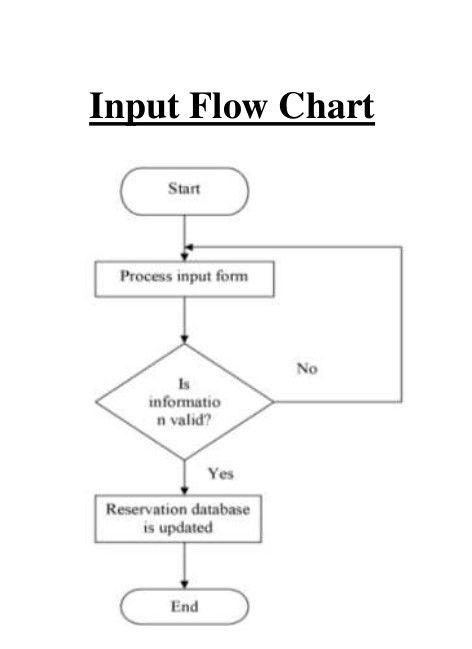 Input Flow Chart
Start
Process input form
Is
informatio
n valid?
No
Yes
Reservation database
is updated
End